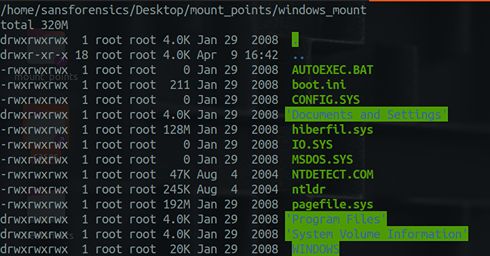 /home/sansforensics/Desktop/mount_points/windows_mount
total 320M
drwxrwxrwx 1 root root 4.0K Jan 29 2008 .
drwxr-xr-x 18 root root 4.0K Apr 9 16:42 ..
-rwxrwxrwx 1 root root 0 Jan 29 2008 AUTOEXEC.BAT
-rwxrwxrwx 1 root root 211 Jan 29 2008 boot.ini
-rwxrwxrwx 1 root root 0 Jan 29 2008 CONFIG.SYS
drwxrwxrwx 1 root root 4.0K Jan 29 2008 'Documents and Settings'
-rwxrwxrwx 1 root root 128M Jan 29 2008 hiberfil.sys
-rwxrwxrwx 1 root root 0 Jan 29 2008 IO.SYS
-rwxrwxrwx 1 root root 0 Jan 29 2008 MSDOS.SYS
-rwxrwxrwx 1 root root 47K Aug 4 2004 NTDETECT.COM
-rwxrwxrwx 1 root root 245K Aug 4 2004 ntldr
-rwxrwxrwx 1 root root 192M Jan 29 2008 pagefile.sys
drwxrwxrwx 1 root root 4.0K Jan 29 2008 'Program Files'
drwxrwxrwx 1 root root 4.0K Jan 29 2008 'System Volume Information'
drwxrwxrwx 1 root root 20K Jan 29 2008 WINDOWS